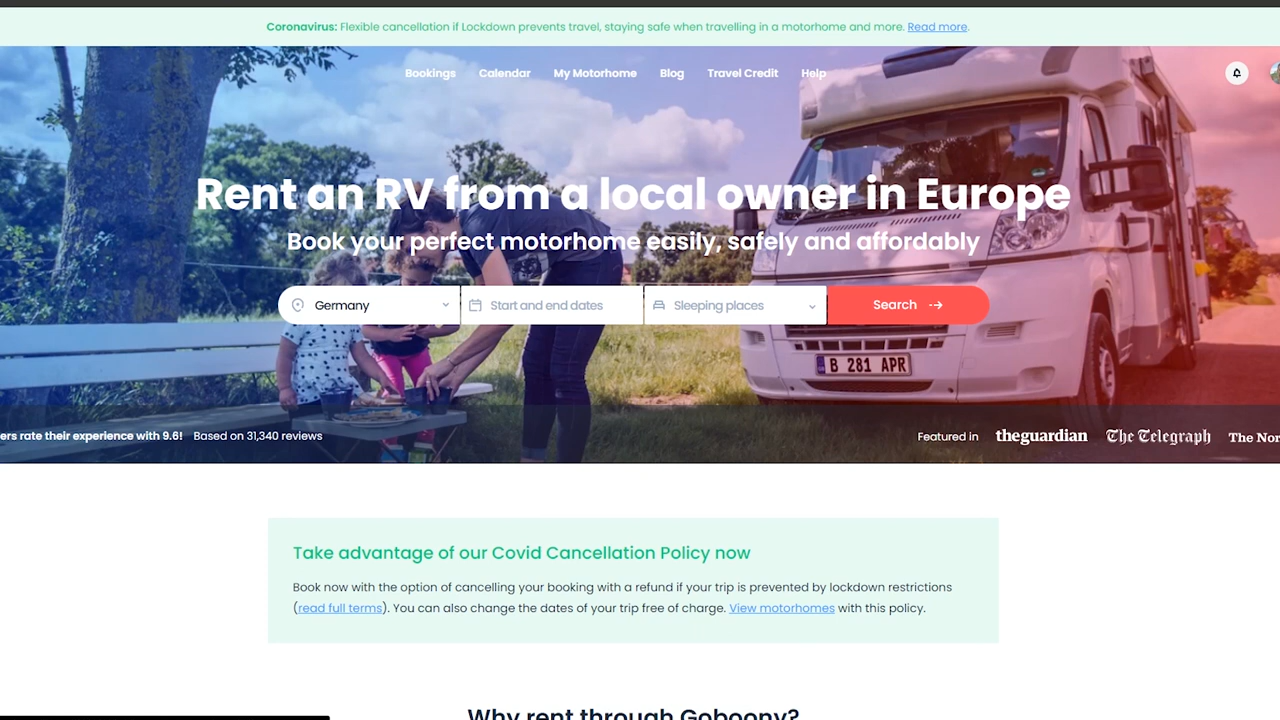 Coronavirus: Flexible cancellation if Lockdown prevents travel, staying safe when travelling in a motorhome and more. Read more.
Bookings Calendar My Motorhome Blog Travel Credit Help
Rent an RV from a local owner in Europe
Book your perfect motorhome easily, safely and affordably
Germany Start and end dates Sleeping places Search
B 281 APR
ers rate their experience with 9.6! Based on 31,340 reviews Featured in theguardian The Telegraph The Nor
Take advantage of our Covid Cancellation Policy now
Book now with the option of cancelling your booking with a refund if your trip is prevented by lockdown restrictions
(read full terms). You can also change the dates of your trip free of charge. View motorhomes with this policy.
Why rent through Goboony?